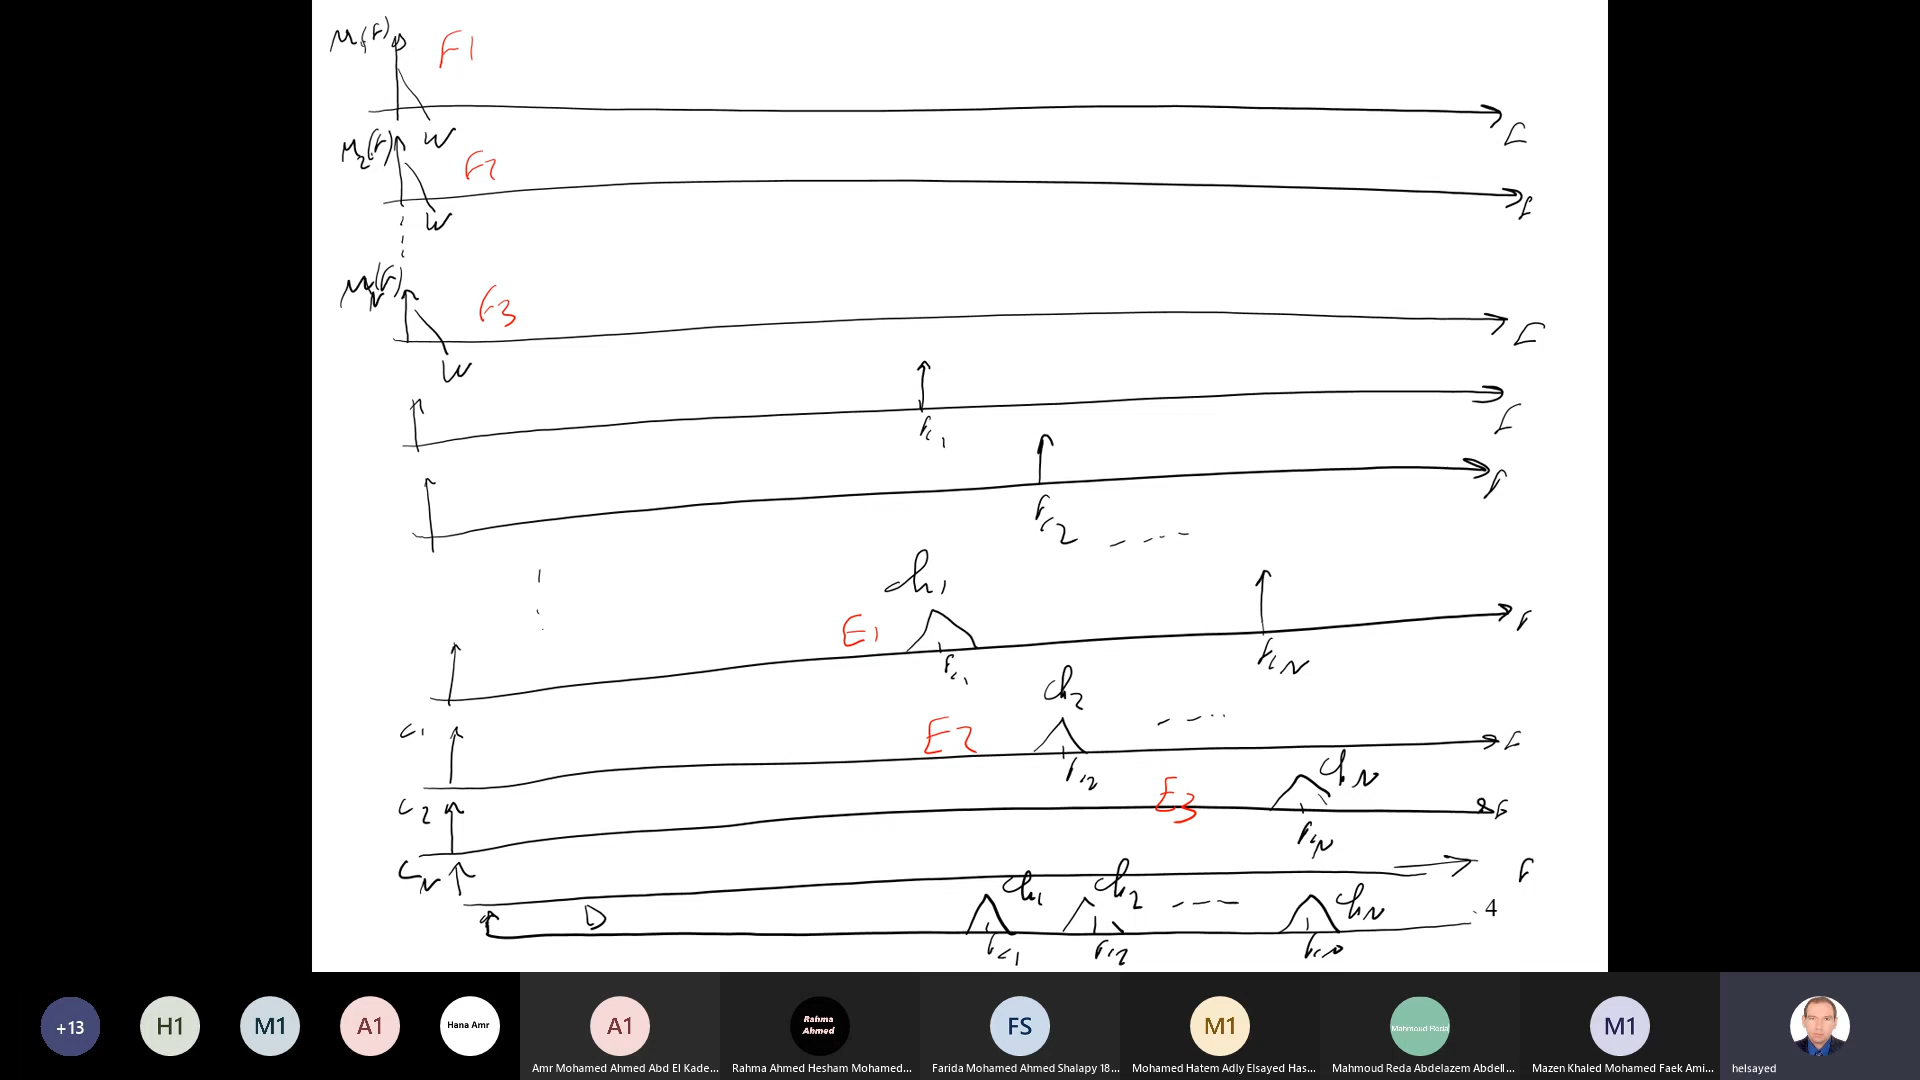 M1(F) F1
W F
M2(F) F2
W F
MN(F) F3
W F
Fc1 F
Fc2 F
ch1
E1 Fc1 FcN F
ch2
C1 E2 Fc2 F
chN
C2 E3 FcN F
CN F
D ch1 ch2 chN 4
Fc1 Fc2 FcN
+13 H1 M1 A1 Hana Amr A1 Rahma Ahmed FS M1 Mahmoud Reda M1
Amr Mohamed Ahmed Abd El Kade... Rahma Ahmed Hesham Mohamed... Farida Mohamed Ahmed Shalapy 18... Mohamed Hatem Adly Elsayed Has... Mahmoud Reda Abdelazem Abdell... Mazen Khaled Mohamed Faek Ami... helsayed